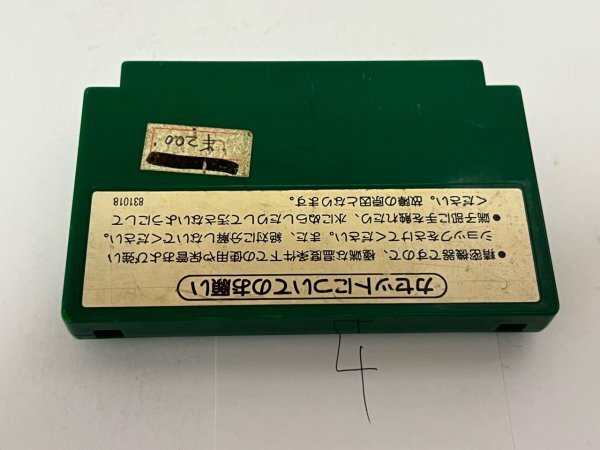 カセットについてのお願い
●精密機器ですので、極端な温度条件下での使用や保管および強い
ショックをさけてください。また、絶対に分解しないでください。
●端子部に手を触れたり、水にぬらしたりして汚さないようにして
ください。故障の原因となります。
831018
¥200
4